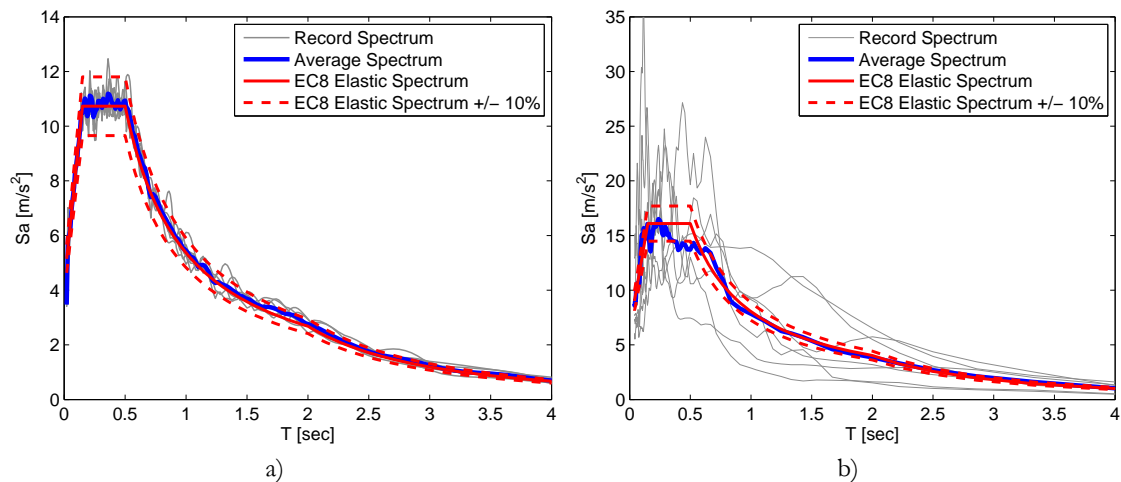 14
12
10
8
6
4
2
0
Sa [m/s²]
0 0.5 1 1.5 2 2.5 3 3.5 4
T [sec]
Record Spectrum
Average Spectrum
EC8 Elastic Spectrum
EC8 Elastic Spectrum +/− 10%
a)
35
30
25
20
15
10
5
0
Sa [m/s²]
0 0.5 1 1.5 2 2.5 3 3.5 4
T [sec]
Record Spectrum
Average Spectrum
EC8 Elastic Spectrum
EC8 Elastic Spectrum +/− 10%
b)